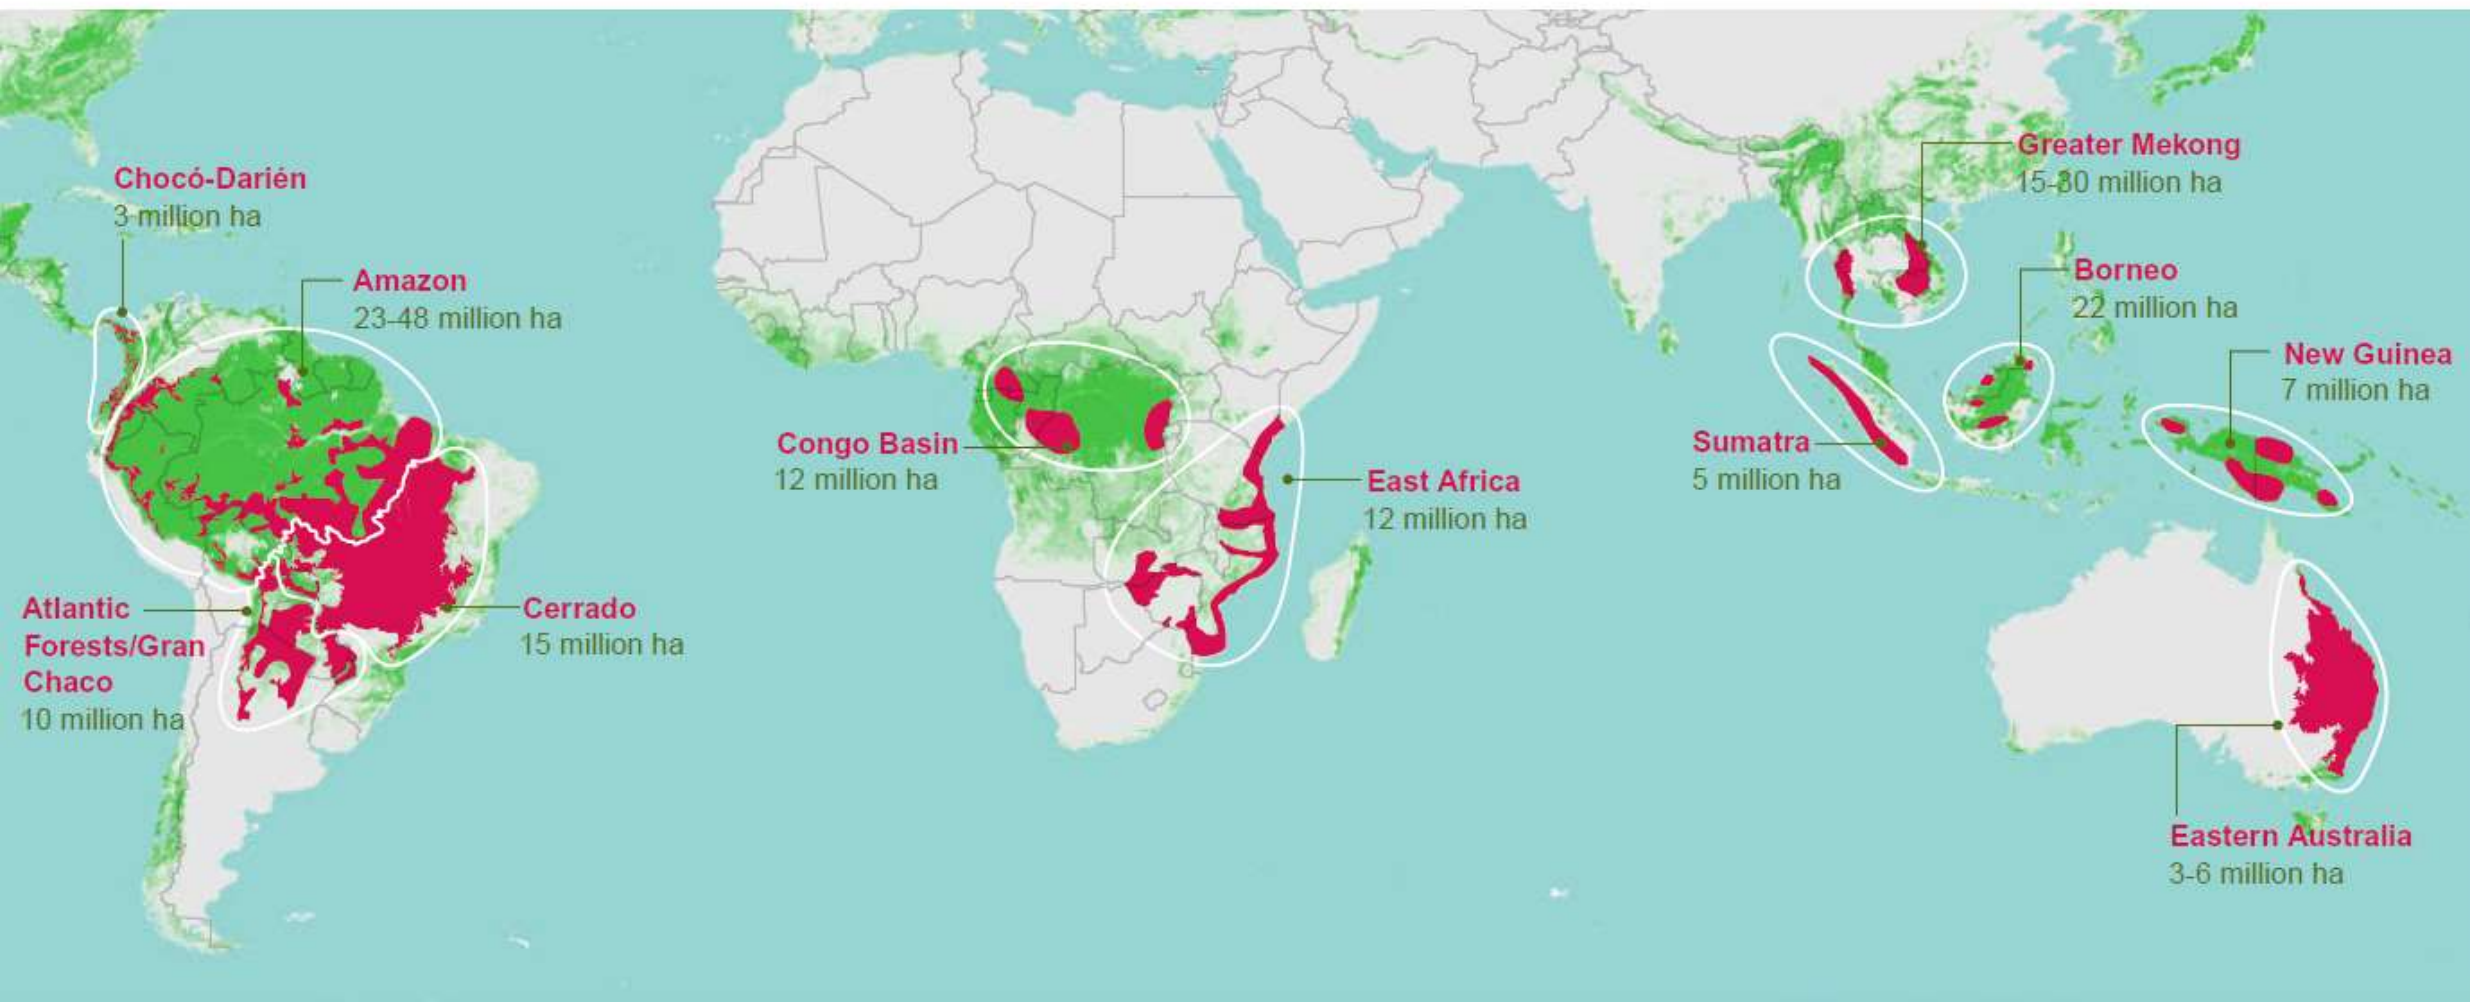 Chocó-Darién
3 million ha
Amazon
23-48 million ha
Atlantic
Forests/Gran
Chaco
10 million ha
Cerrado
15 million ha
Congo Basin
12 million ha
East Africa
12 million ha
Greater Mekong
15-30 million ha
Borneo
22 million ha
New Guinea
7 million ha
Sumatra
5 million ha
Eastern Australia
3-6 million ha